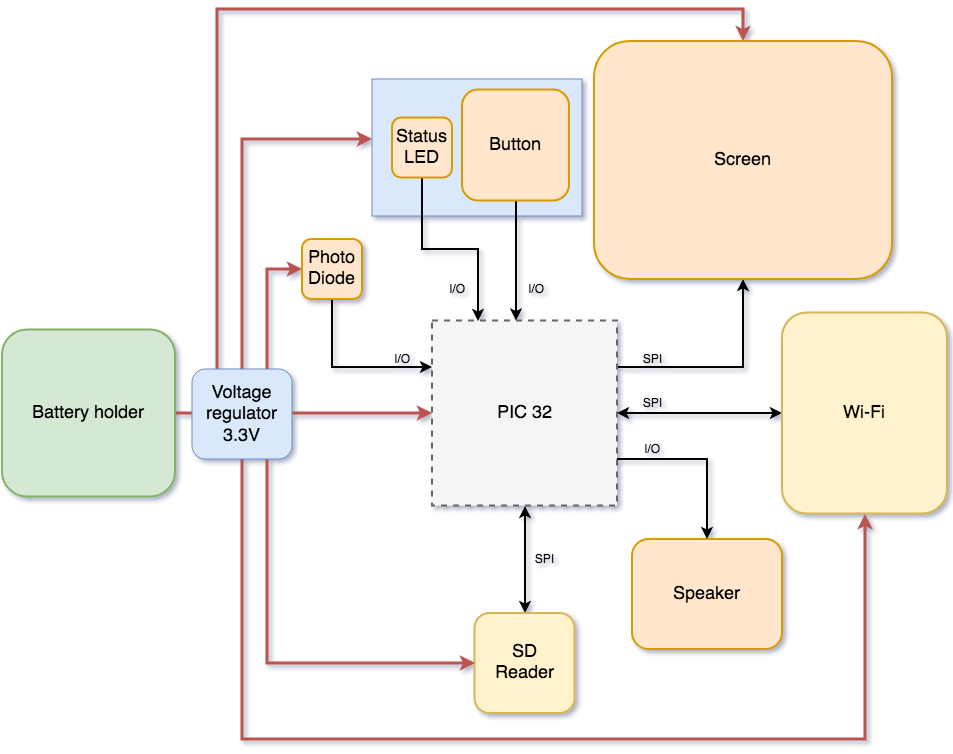 Status
LED
Button
Screen
Photo
Diode
I/O
I/O
I/O
SPI
Battery holder
Voltage
regulator
3.3V
PIC 32
SPI
Wi-Fi
I/O
SPI
Speaker
SD
Reader